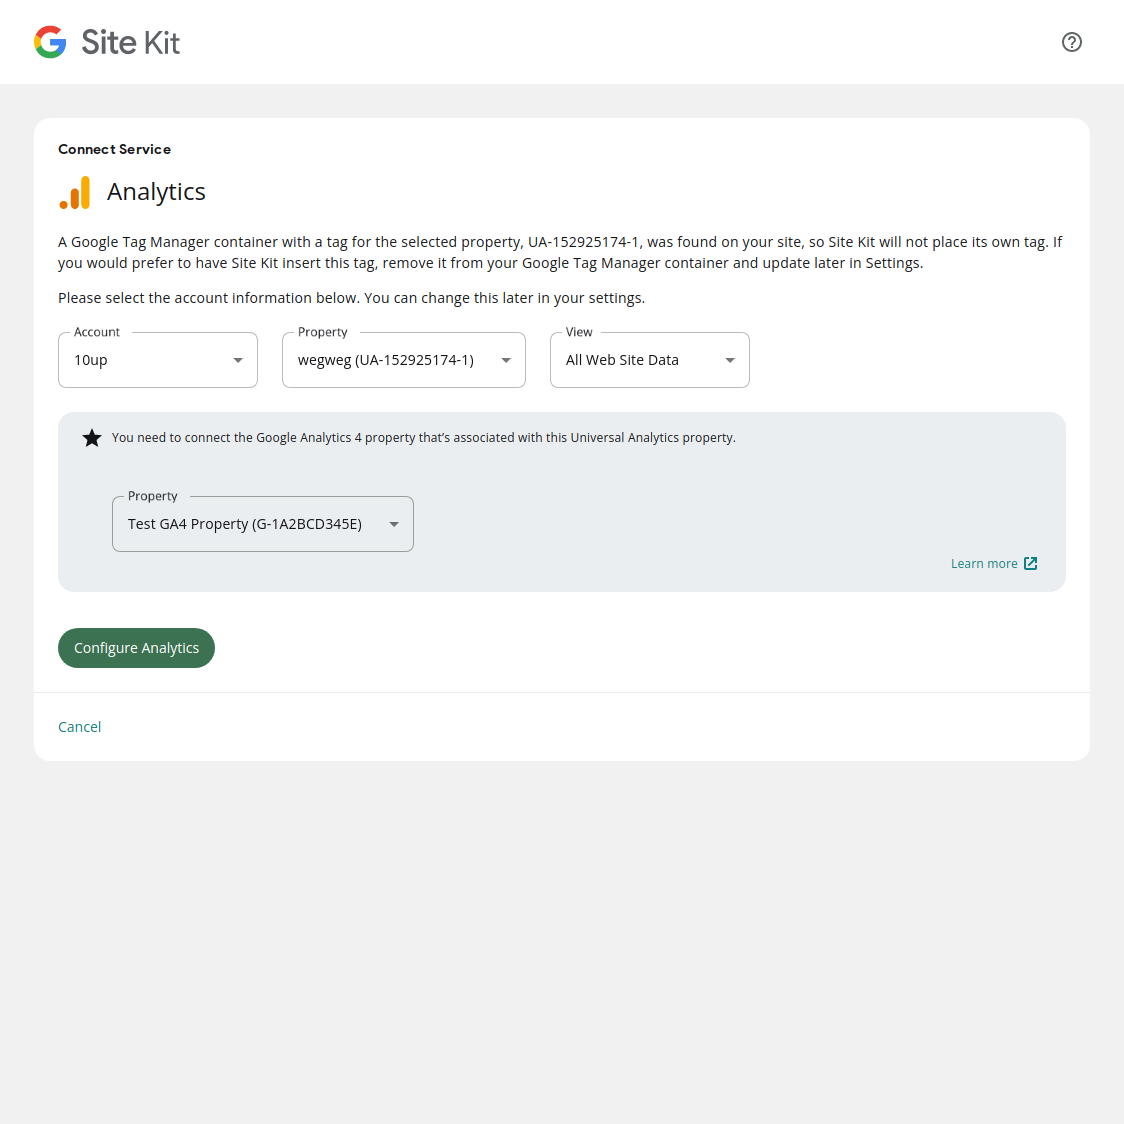 Site Kit
Connect Service
Analytics
A Google Tag Manager container with a tag for the selected property, UA-152925174-1, was found on your site, so Site Kit will not place its own tag. If
you would prefer to have Site Kit insert this tag, remove it from your Google Tag Manager container and update later in Settings.
Please select the account information below. You can change this later in your settings.
Account
10up
Property
wegweg (UA-152925174-1)
View
All Web Site Data
You need to connect the Google Analytics 4 property that's associated with this Universal Analytics property.
Property
Test GA4 Property (G-1A2BCD345E)
Learn more
Configure Analytics
Cancel